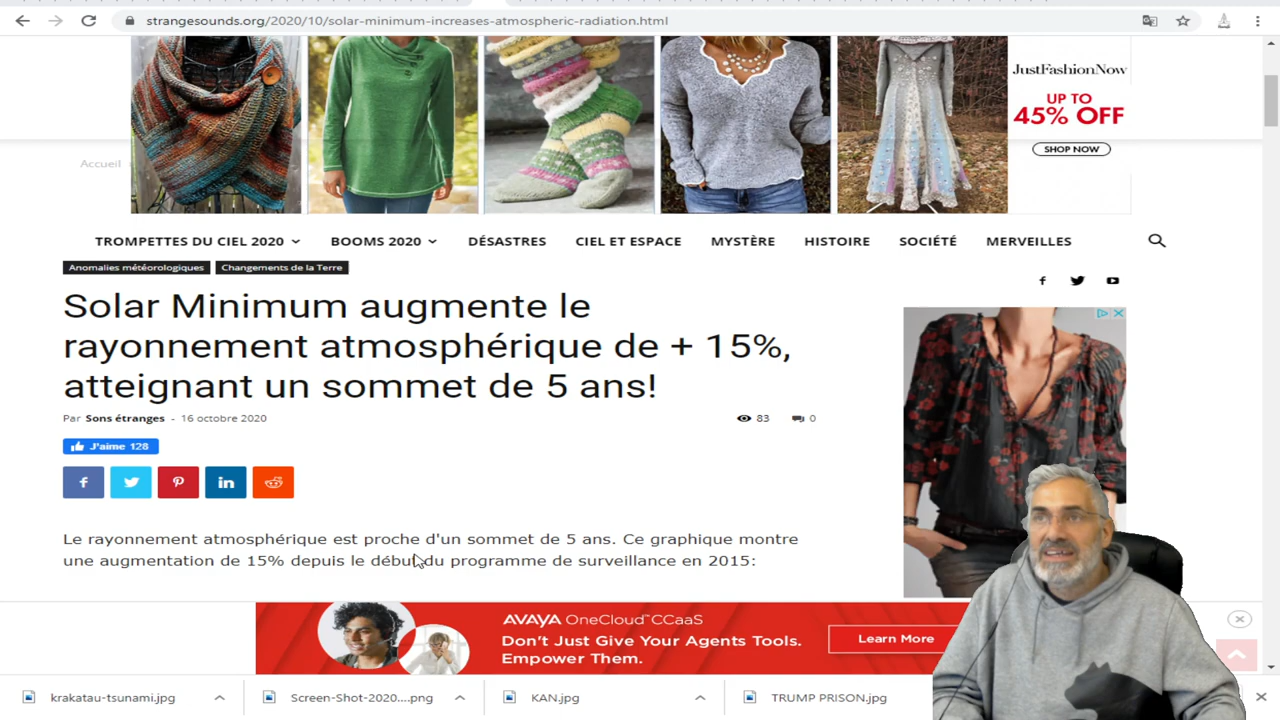 strangesounds.org/2020/10/solar-minimum-increases-atmospheric-radiation.html
JUSTFASHIONNOW
UP TO
45% OFF
SHOP NOW
Accueil
TROMPETTES DU CIEL 2020 BOOMS 2020 DÉSASTRES CIEL ET ESPACE MYSTÈRE HISTOIRE SOCIÉTÉ MERVEILLES
Anomalies météorologiques Changements de la Terre
Solar Minimum augmente le
rayonnement atmosphérique de + 15%,
atteignant un sommet de 5 ans!
Par Sons étranges - 16 octobre 2020 83 0
J'aime 128
Le rayonnement atmosphérique est proche d'un sommet de 5 ans. Ce graphique montre
une augmentation de 15% depuis le début du programme de surveillance en 2015:
AVAYA OneCloud™CCaaS
Don't Just Give Your Agents Tools.
Empower Them.
Learn More
krakatau-tsunami.jpg Screen-Shot-2020....png KAN.jpg TRUMP PRISON.jpg